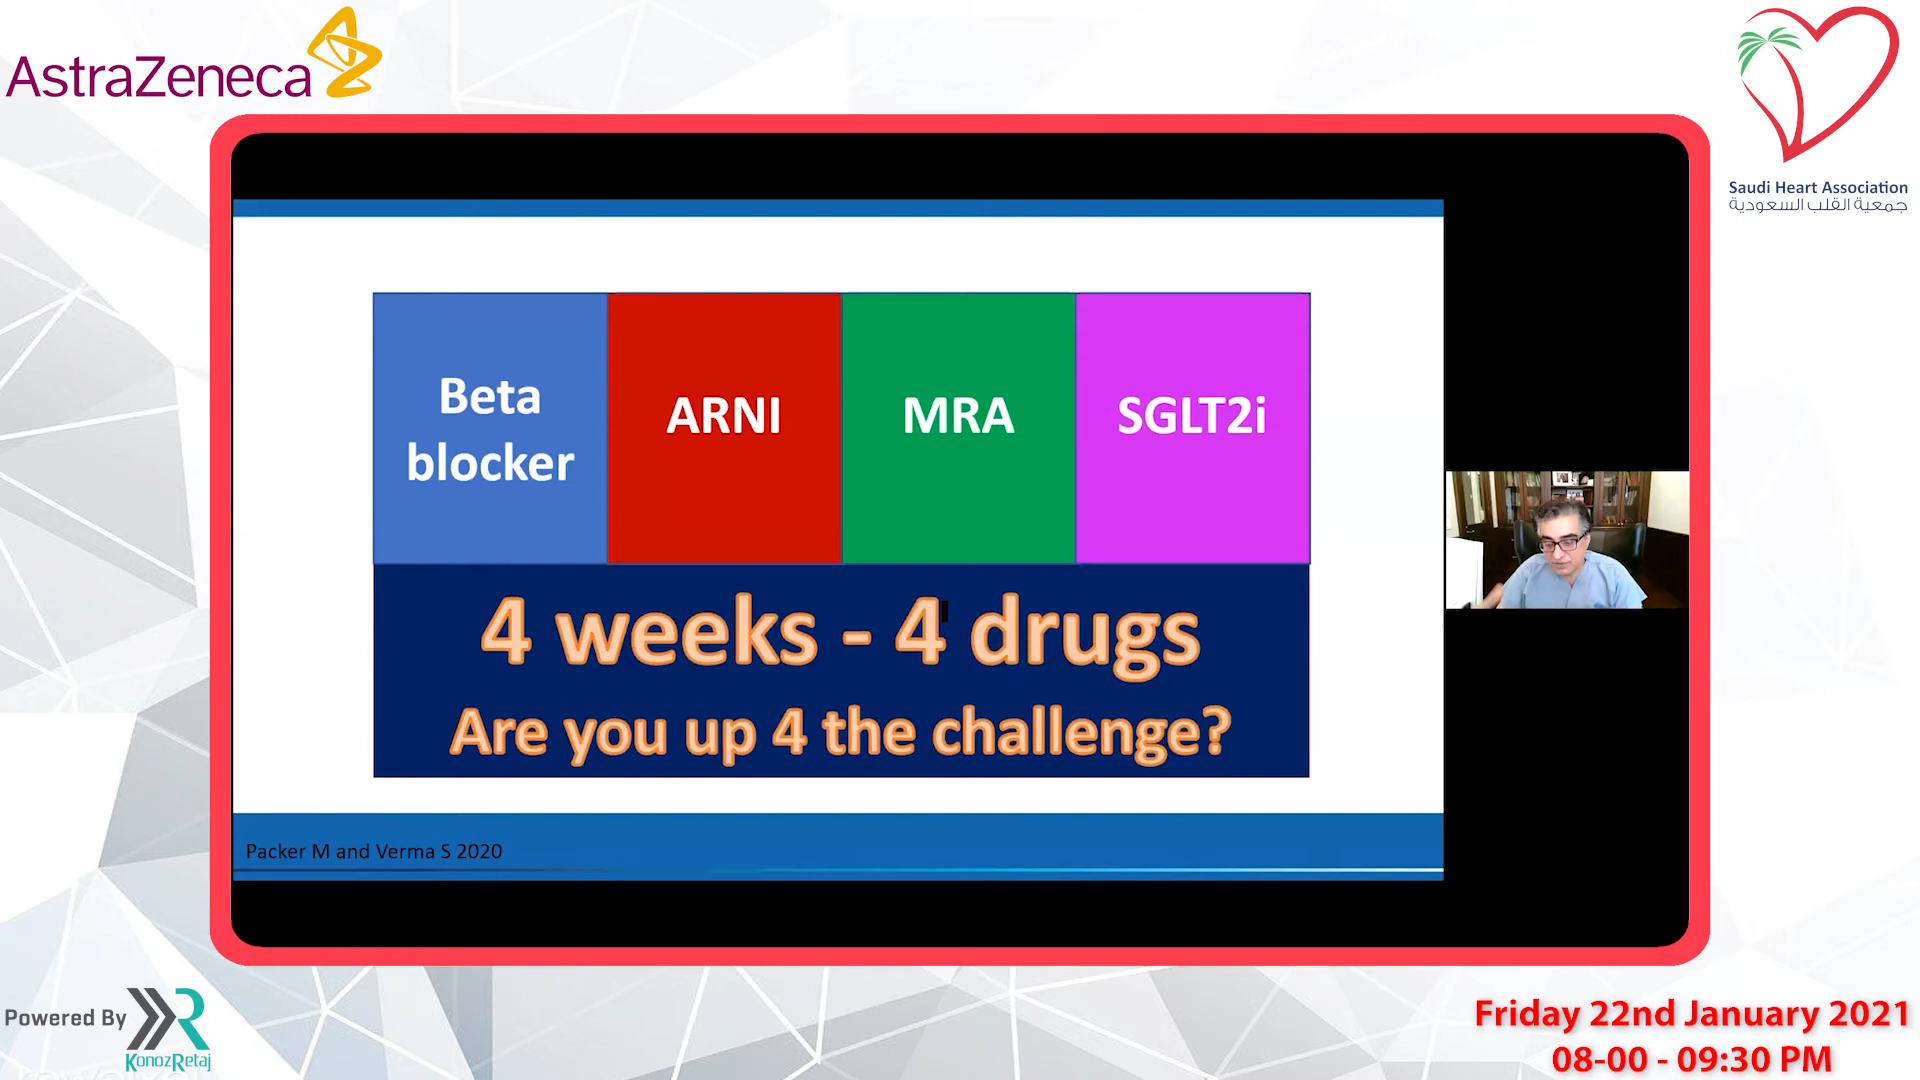 AstraZeneca
Saudi Heart Association
جمعية القلب السعودية
Beta
blocker
ARNI
MRA
SGLT2i
4 weeks - 4 drugs
Are you up 4 the challenge?
Packer M and Verma S 2020
Powered By
KonozRetaj
Friday 22nd January 2021
08-00 - 09:30 PM